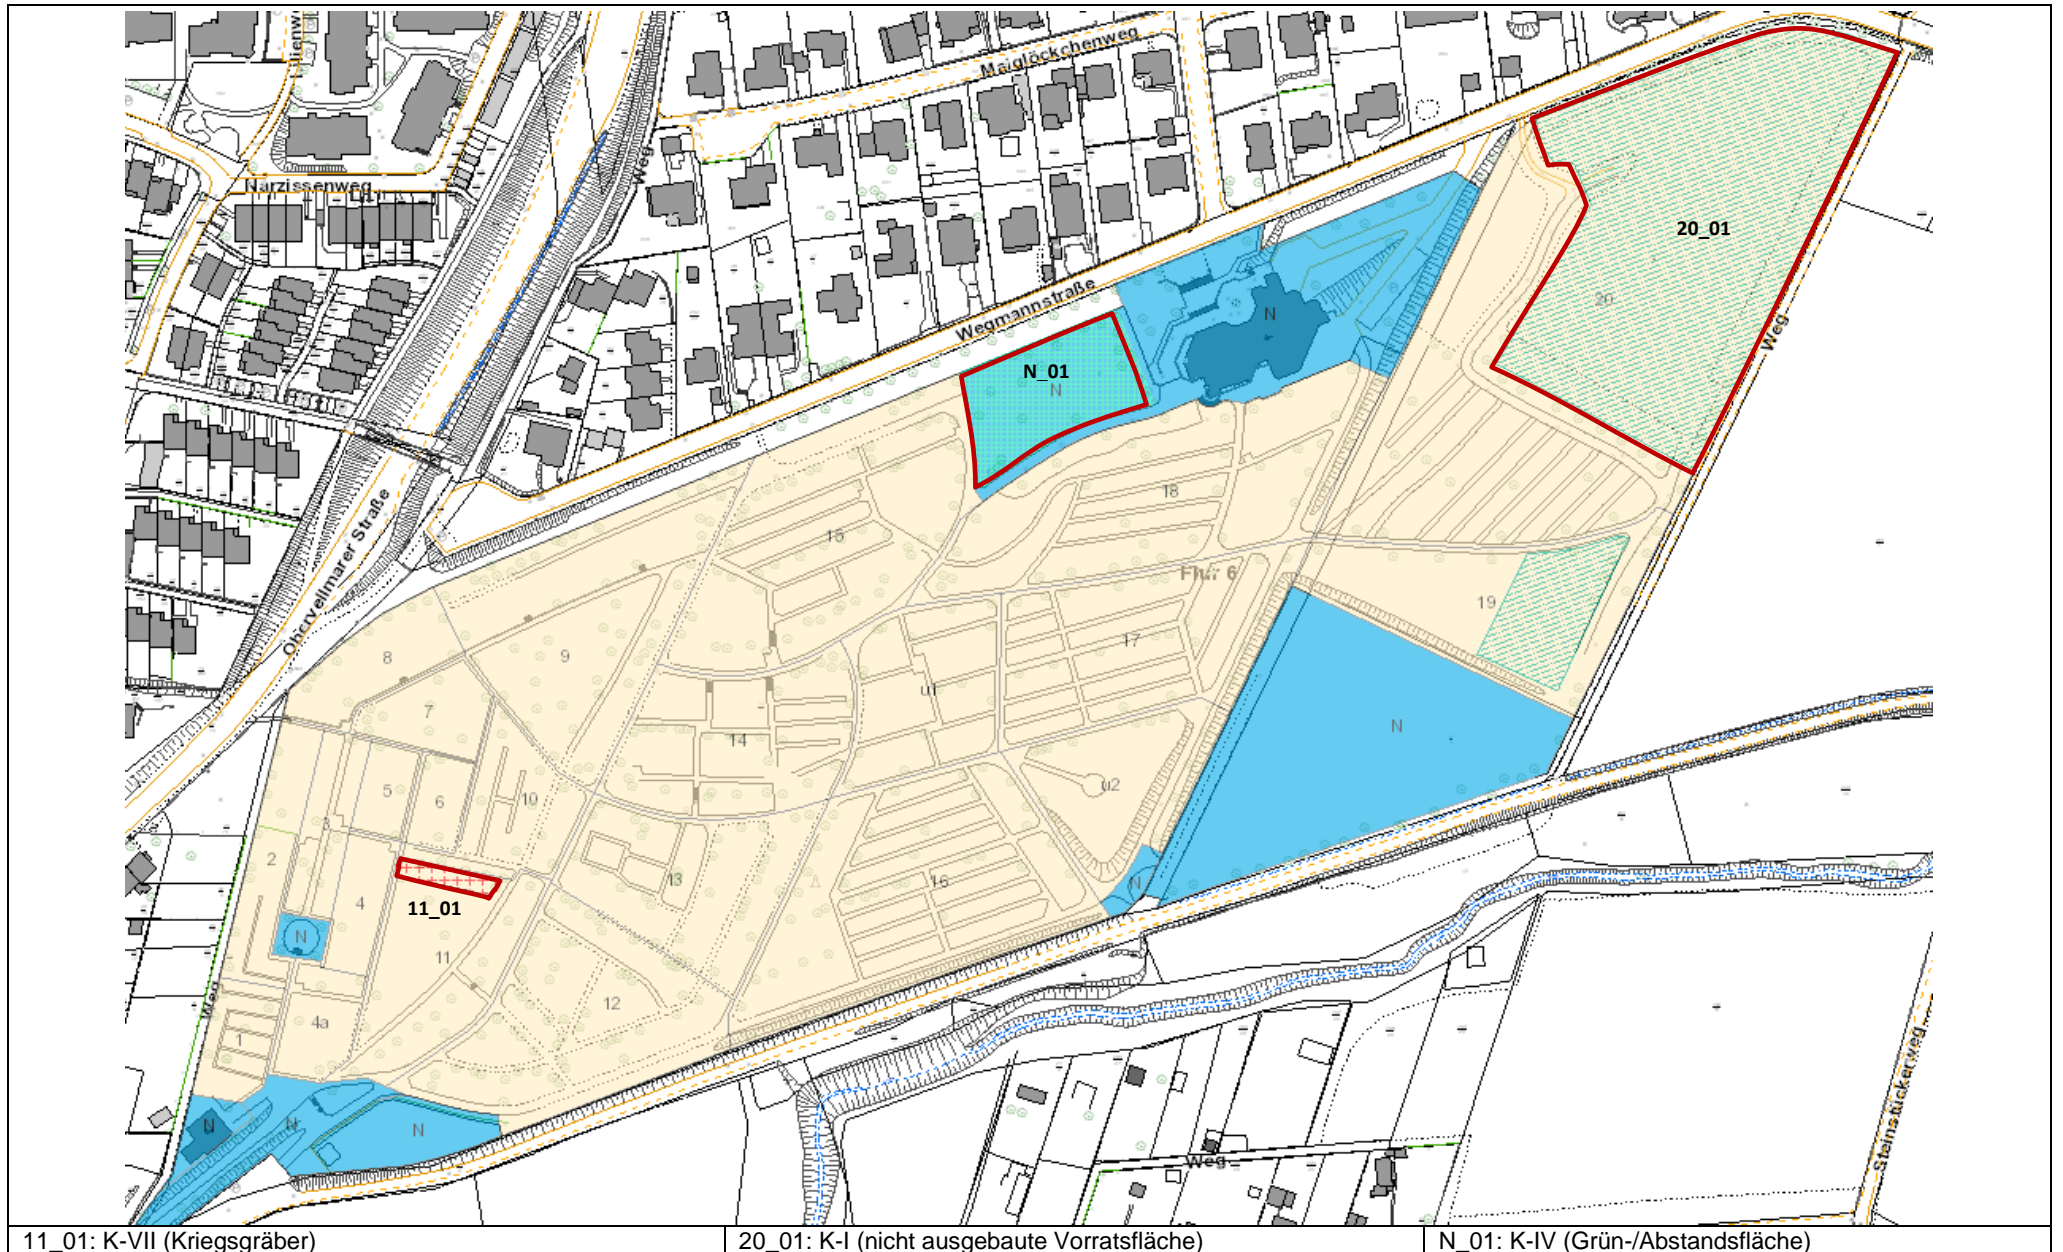 Maiglöckchenweg
Narzissenweg
Weg
20_01
20
Wegmannstraße
N
N_01
N
Weg
18
15
Obervellmarer Straße
Flur 6
19
17
8
9
u1
7
14
N
5
6
10
u2
3
2
13
16
N
4
11_01
N
11
12
4a
Weg
1
N
N
N
Weg
Steinstückerweg
11_01: K-VII (Kriegsgräber)
20_01: K-I (nicht ausgebaute Vorratsfläche)
N_01: K-IV (Grün-/Abstandsfläche)